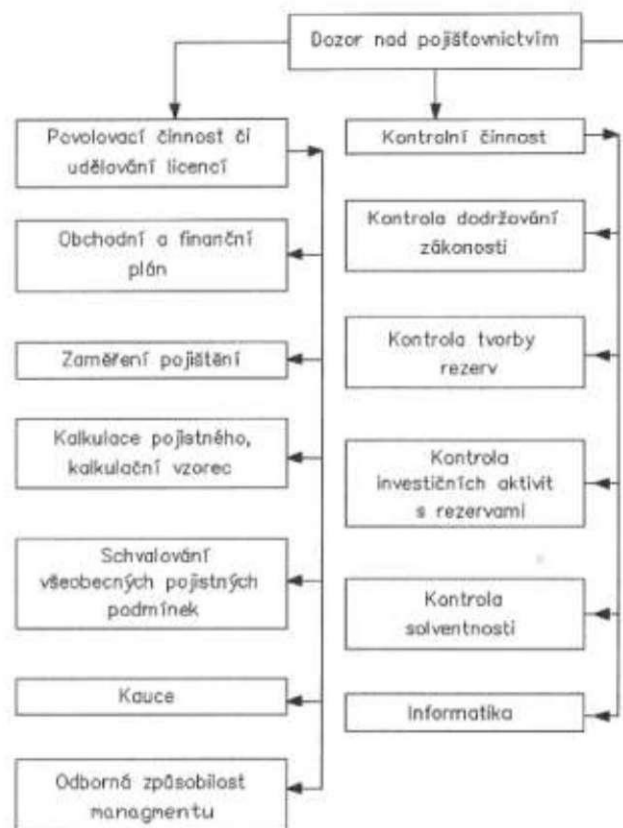 Dozor nad pojišťovnictvím
Povolovací činnost či
udělování licencí
Obchodní a finanční
plán
Zaměření pojištění
Kalkulace pojistného,
kalkulační vzorec
Schvalování
všeobecných pojistných
podmínek
Kauce
Odborná způsobilost
managmentu
Kontrolní činnost
Kontrola dodržování
zákonosti
Kontrola tvorby
rezerv
Kontrola
investičních aktivit
s rezervami
Kontrola
solventnosti
Informatika